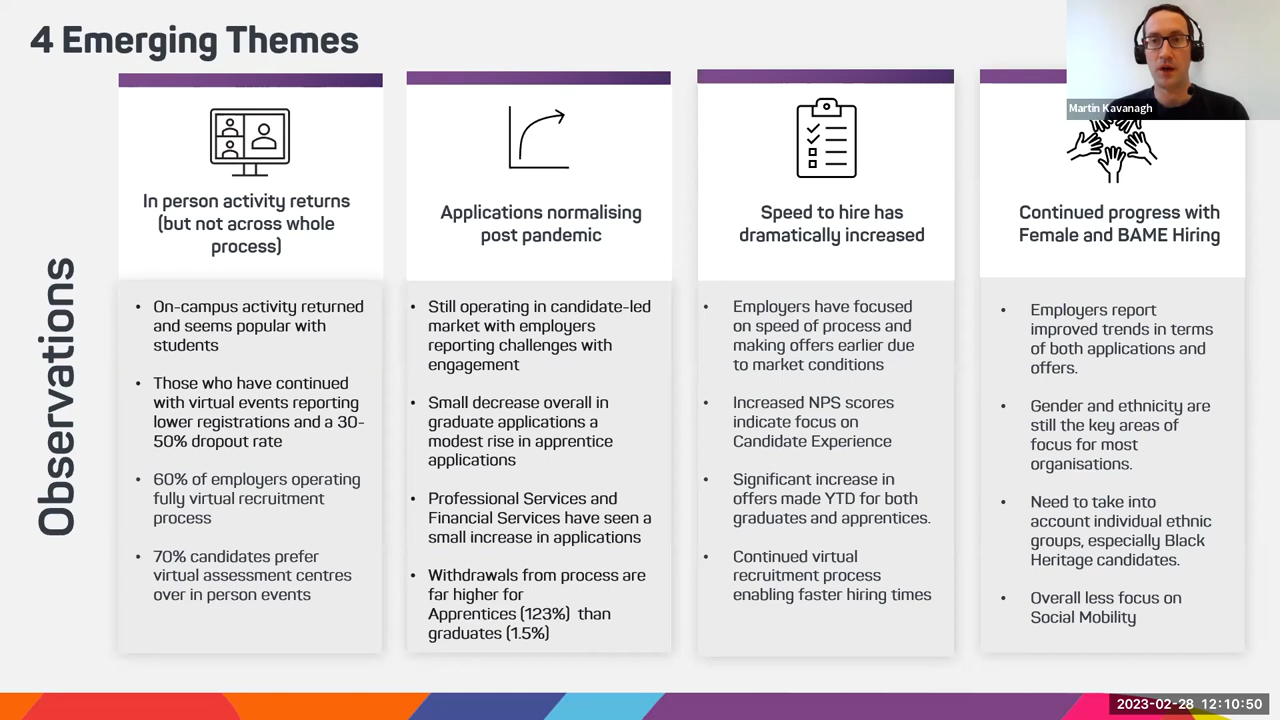 4 Emerging Themes
Martin Kavanagh
Observations
In person activity returns
(but not across whole
process)
• On-campus activity returned
and seems popular with
students
• Those who have continued
with virtual events reporting
lower registrations and a 30-
50% dropout rate
• 60% of employers operating
fully virtual recruitment
process
• 70% candidates prefer
virtual assessment centres
over in person events
Applications normalising
post pandemic
• Still operating in candidate-led
market with employers
reporting challenges with
engagement
• Small decrease overall in
graduate applications a
modest rise in apprentice
applications
• Professional Services and
Financial Services have seen a
small increase in applications
• Withdrawals from process are
far higher for
Apprentices (123%) than
graduates (1.5%)
Speed to hire has
dramatically increased
• Employers have focused
on speed of process and
making offers earlier due
to market conditions
• Increased NPS scores
indicate focus on
Candidate Experience
• Significant increase in
offers made YTD for both
graduates and apprentices.
• Continued virtual
recruitment process
enabling faster hiring times
Continued progress with
Female and BAME Hiring
• Employers report
improved trends in terms
of both applications and
offers.
• Gender and ethnicity are
still the key areas of
focus for most
organisations.
• Need to take into
account individual ethnic
groups, especially Black
Heritage candidates.
• Overall less focus on
Social Mobility
2023-02-28 12:10:50